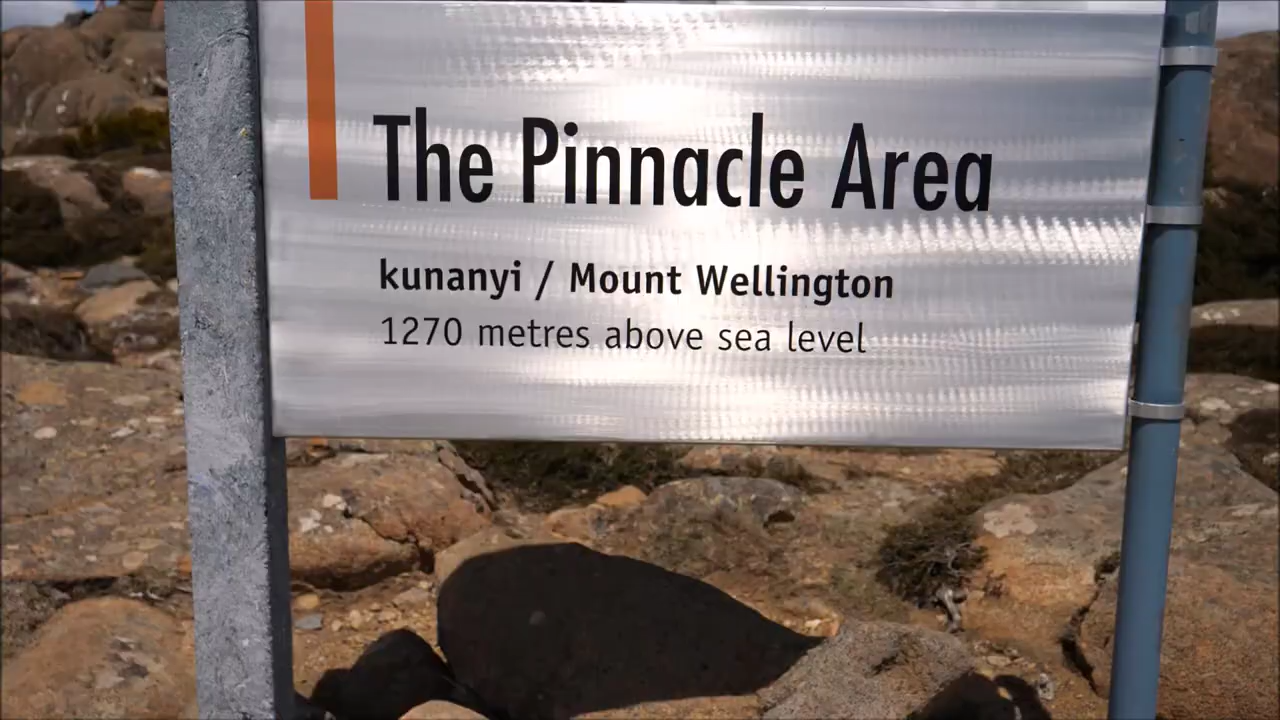 The Pinnacle Area
kunanyi / Mount Wellington
1270 metres above sea level